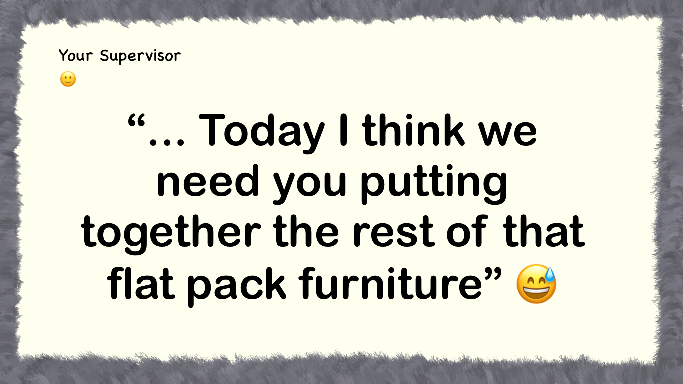 Your Supervisor
🙂
“... Today I think we
need you putting
together the rest of that
flat pack furniture” 😅